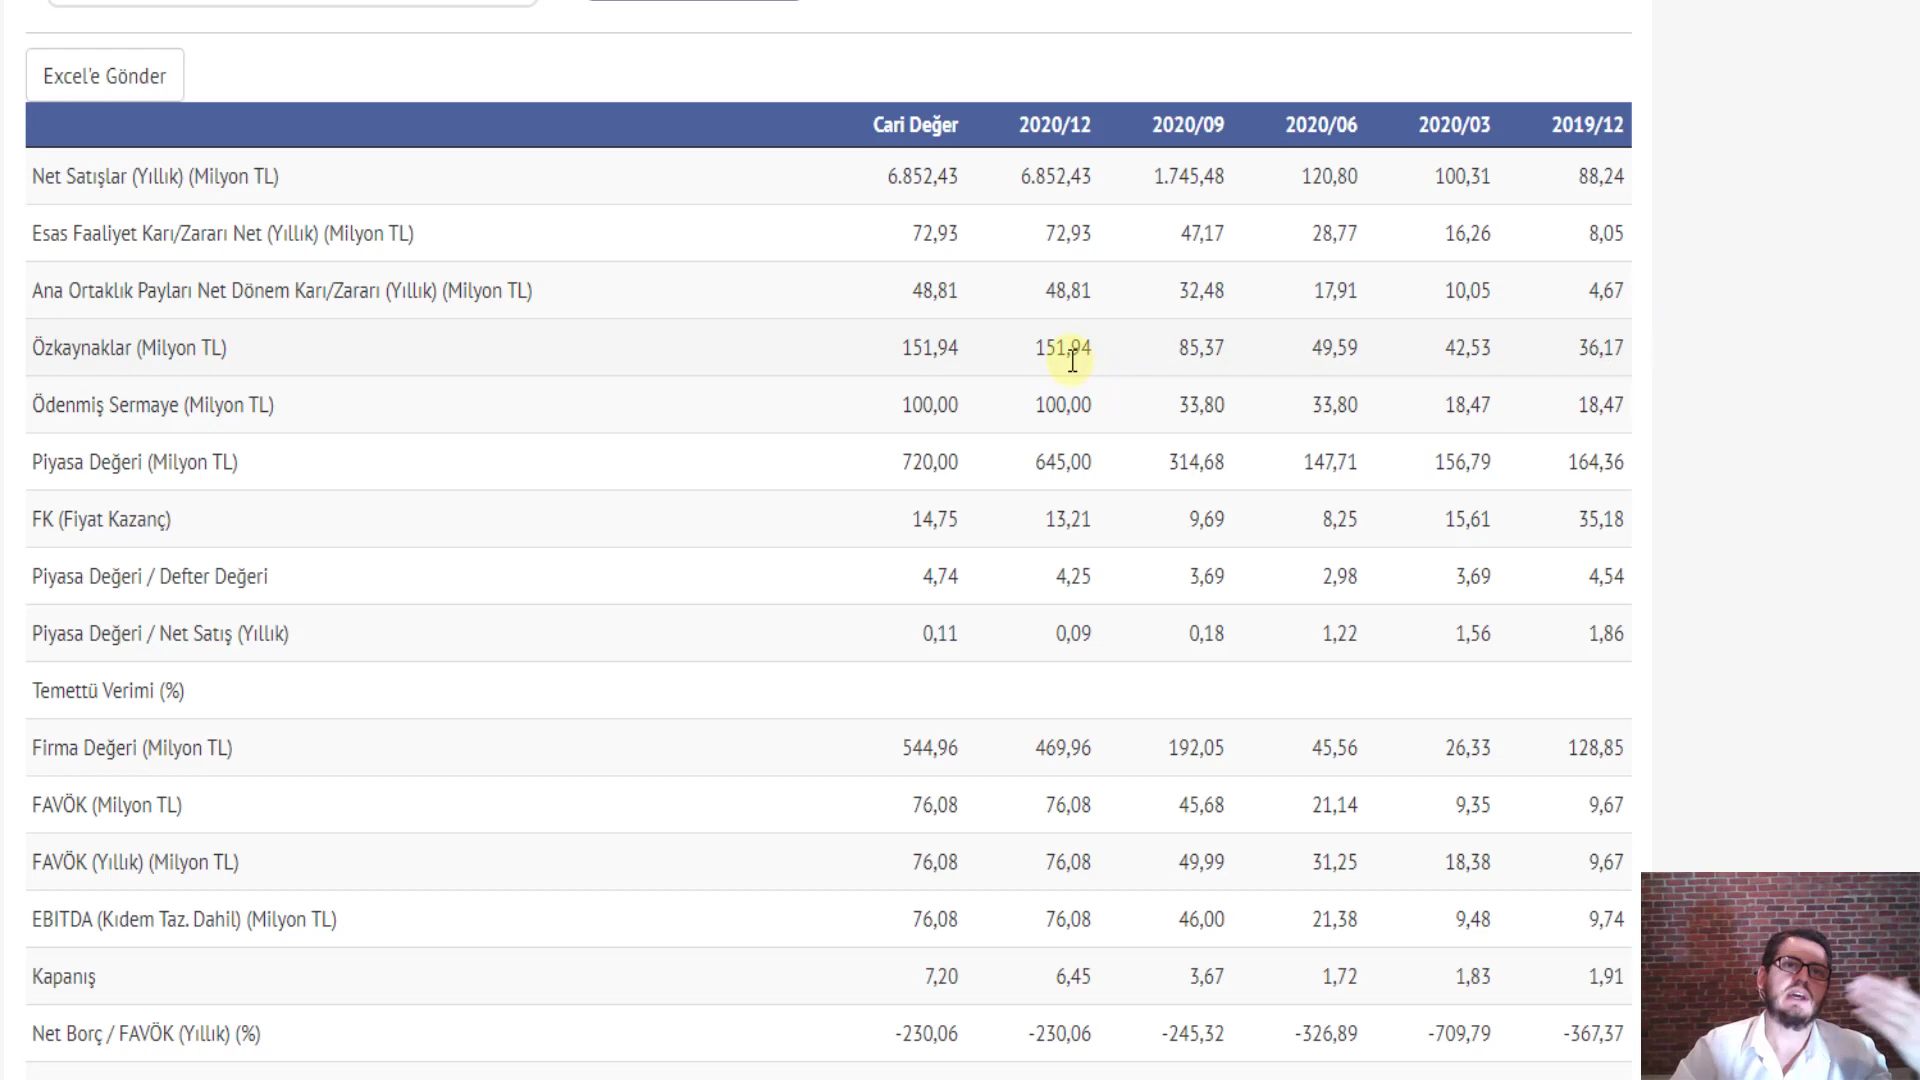 Excel'e Gönder
Cari Değer 2020/12 2020/09 2020/06 2020/03 2019/12
Net Satışlar (Yıllık) (Milyon TL) 6.852,43 6.852,43 1.745,48 120,80 100,31 88,24
Esas Faaliyet Karı/Zararı Net (Yıllık) (Milyon TL) 72,93 72,93 47,17 28,77 16,26 8,05
Ana Ortaklık Payları Net Dönem Karı/Zararı (Yıllık) (Milyon TL) 48,81 48,81 32,48 17,91 10,05 4,67
Özkaynaklar (Milyon TL) 151,94 151,94 85,37 49,59 42,53 36,17
Ödenmiş Sermaye (Milyon TL) 100,00 100,00 33,80 33,80 18,47 18,47
Piyasa Değeri (Milyon TL) 720,00 645,00 314,68 147,71 156,79 164,36
FK (Fiyat Kazanç) 14,75 13,21 9,69 8,25 15,61 35,18
Piyasa Değeri / Defter Değeri 4,74 4,25 3,69 2,98 3,69 4,54
Piyasa Değeri / Net Satış (Yıllık) 0,11 0,09 0,18 1,22 1,56 1,86
Temettü Verimi (%)
Firma Değeri (Milyon TL) 544,96 469,96 192,05 45,56 26,33 128,85
FAVÖK (Milyon TL) 76,08 76,08 45,68 21,14 9,35 9,67
FAVÖK (Yıllık) (Milyon TL) 76,08 76,08 49,99 31,25 18,38 9,67
EBITDA (Kıdem Taz. Dahil) (Milyon TL) 76,08 76,08 46,00 21,38 9,48 9,74
Kapanış 7,20 6,45 3,67 1,72 1,83 1,91
Net Borç / FAVÖK (Yıllık) (%) -230,06 -230,06 -245,32 -326,89 -709,79 -367,37